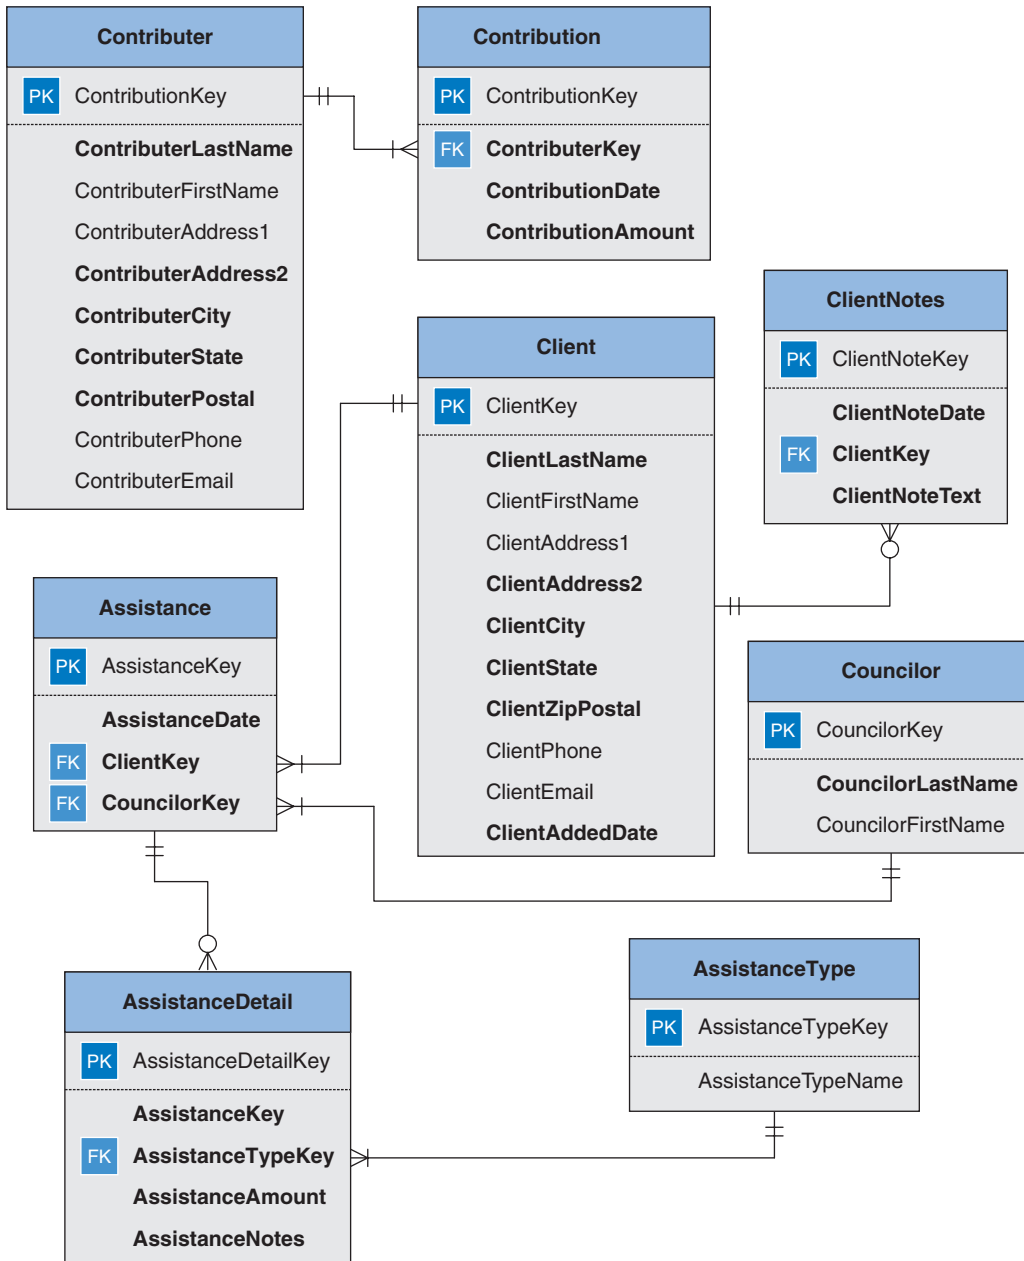 Contributer
PK ContributionKey
ContributerLastName
ContributerFirstName
ContributerAddress1
ContributerAddress2
ContributerCity
ContributerState
ContributerPostal
ContributerPhone
ContributerEmail
Contribution
PK ContributionKey
FK ContributerKey
ContributionDate
ContributionAmount
ClientNotes
PK ClientNoteKey
ClientNoteDate
FK ClientKey
ClientNoteText
Client
PK ClientKey
ClientLastName
ClientFirstName
ClientAddress1
ClientAddress2
ClientCity
ClientState
ClientZipPostal
ClientPhone
ClientEmail
ClientAddedDate
Assistance
PK AssistanceKey
AssistanceDate
FK ClientKey
FK CouncilorKey
Councilor
PK CouncilorKey
CouncilorLastName
CouncilorFirstName
AssistanceDetail
PK AssistanceDetailKey
AssistanceKey
FK AssistanceTypeKey
AssistanceAmount
AssistanceNotes
AssistanceType
PK AssistanceTypeKey
AssistanceTypeName